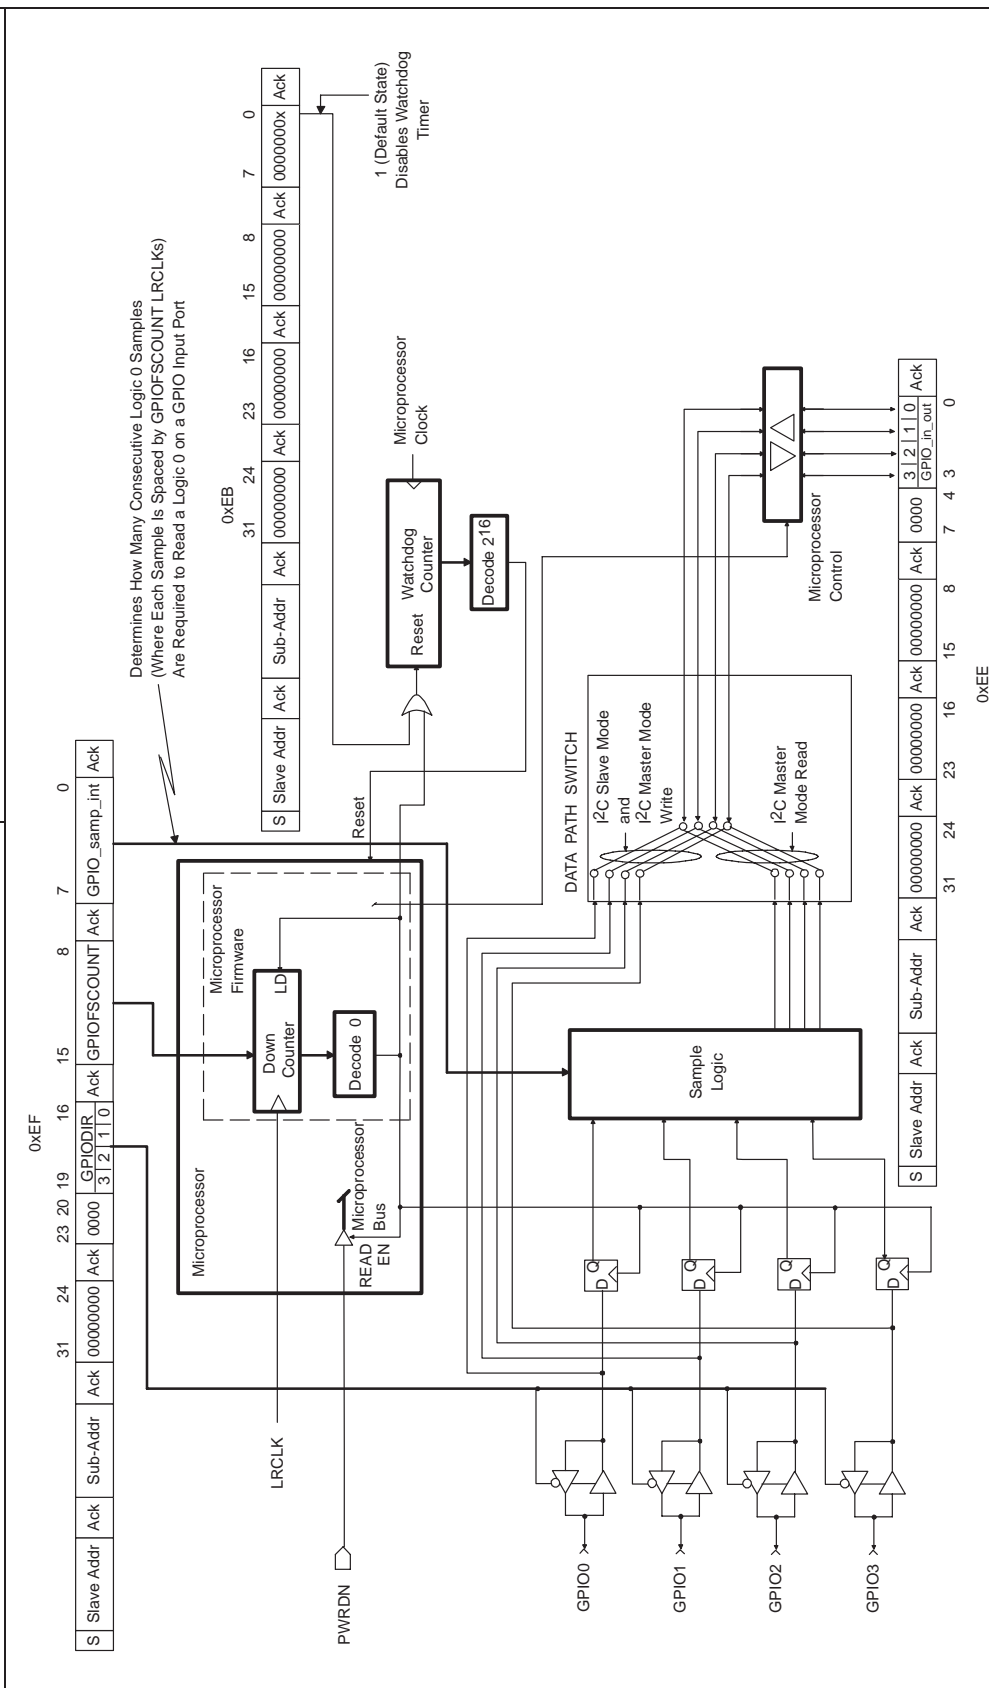 0xEF
31 24 23 20 19 16 15 8 7 0
S Slave Addr Ack Sub-Addr Ack 00000000 Ack 0000 GPIODIR Ack GPIOFSCOUNT Ack GPIO_samp_int Ack
3 | 2 | 1 | 0
Determines How Many Consecutive Logic 0 Samples
(Where Each Sample Is Spaced by GPIOFSCOUNT LRCLKs)
Are Required to Read a Logic 0 on a GPIO Input Port
0xEB
31 24 23 16 15 8 7 0
S Slave Addr Ack Sub-Addr Ack 00000000 Ack 00000000 Ack 00000000 Ack 0000000x Ack
1 (Default State)
Disables Watchdog
Timer
Microprocessor
Microprocessor
Firmware
Down
Counter
LD
Decode 0
LRCLK
PWRDN
READ
EN
Microprocessor
Bus
Reset
Reset
Watchdog
Counter
Microprocessor
Clock
Decode 2^16
GPIO0
GPIO1
GPIO2
GPIO3
D Q
D Q
D Q
D Q
Sample
Logic
DATA PATH SWITCH
I2C Slave Mode
and
I2C Master Mode
Write
I2C Master
Mode Read
Microprocessor
Control
S Slave Addr Ack Sub-Addr Ack 00000000 Ack 00000000 Ack 00000000 Ack 0000 3 | 2 | 1 | 0 Ack
GPIO_in_out
31 24 23 16 15 8 7 4 3 0
0xEE